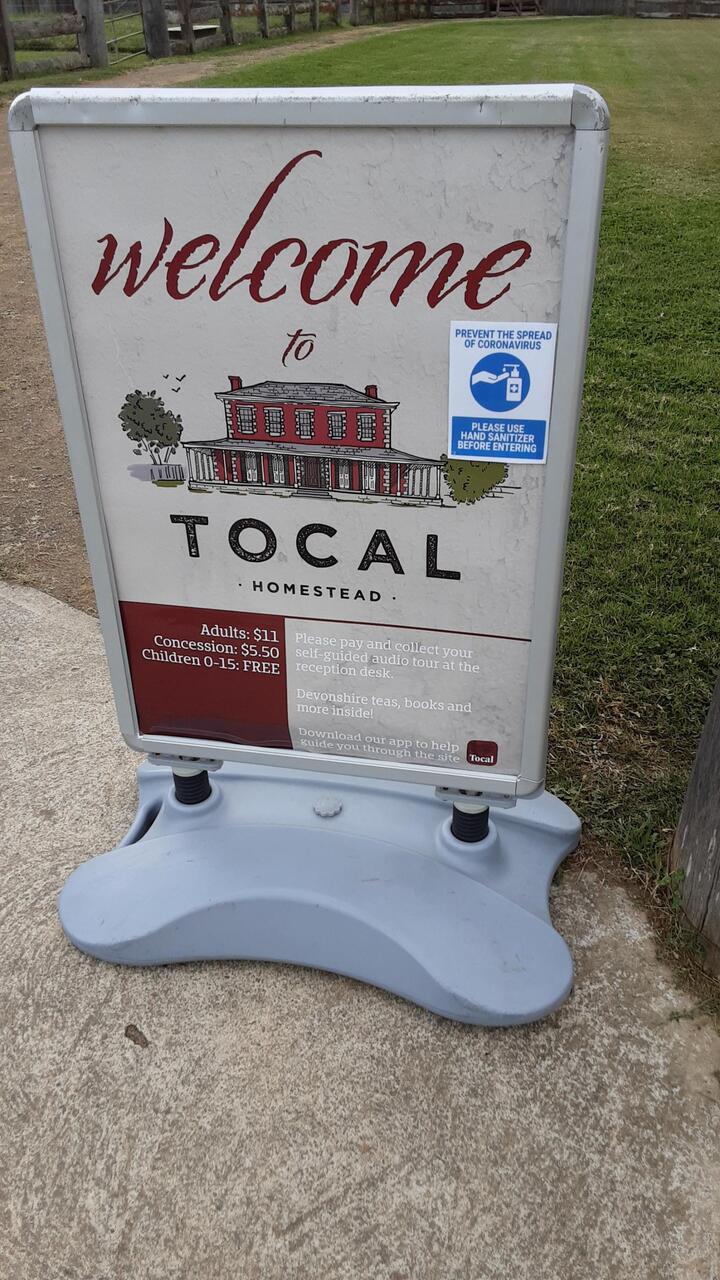 welcome
to
PREVENT THE SPREAD
OF CORONAVIRUS
PLEASE USE
HAND SANITIZER
BEFORE ENTERING
TOCAL
· HOMESTEAD ·
Adults: $11
Concession: $5.50
Children 0-15: FREE
Please pay and collect your
self-guided audio tour at the
reception desk.
Devonshire teas, books and
more inside!
Download our app to help
guide you through the site
Tocal